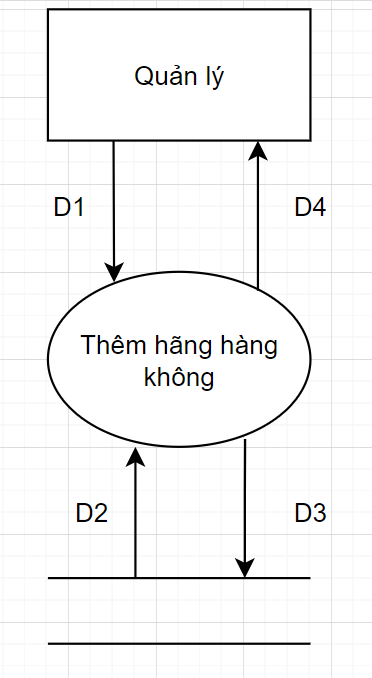 Quản lý
D1
D4
Thêm hãng hàng
không
D2
D3